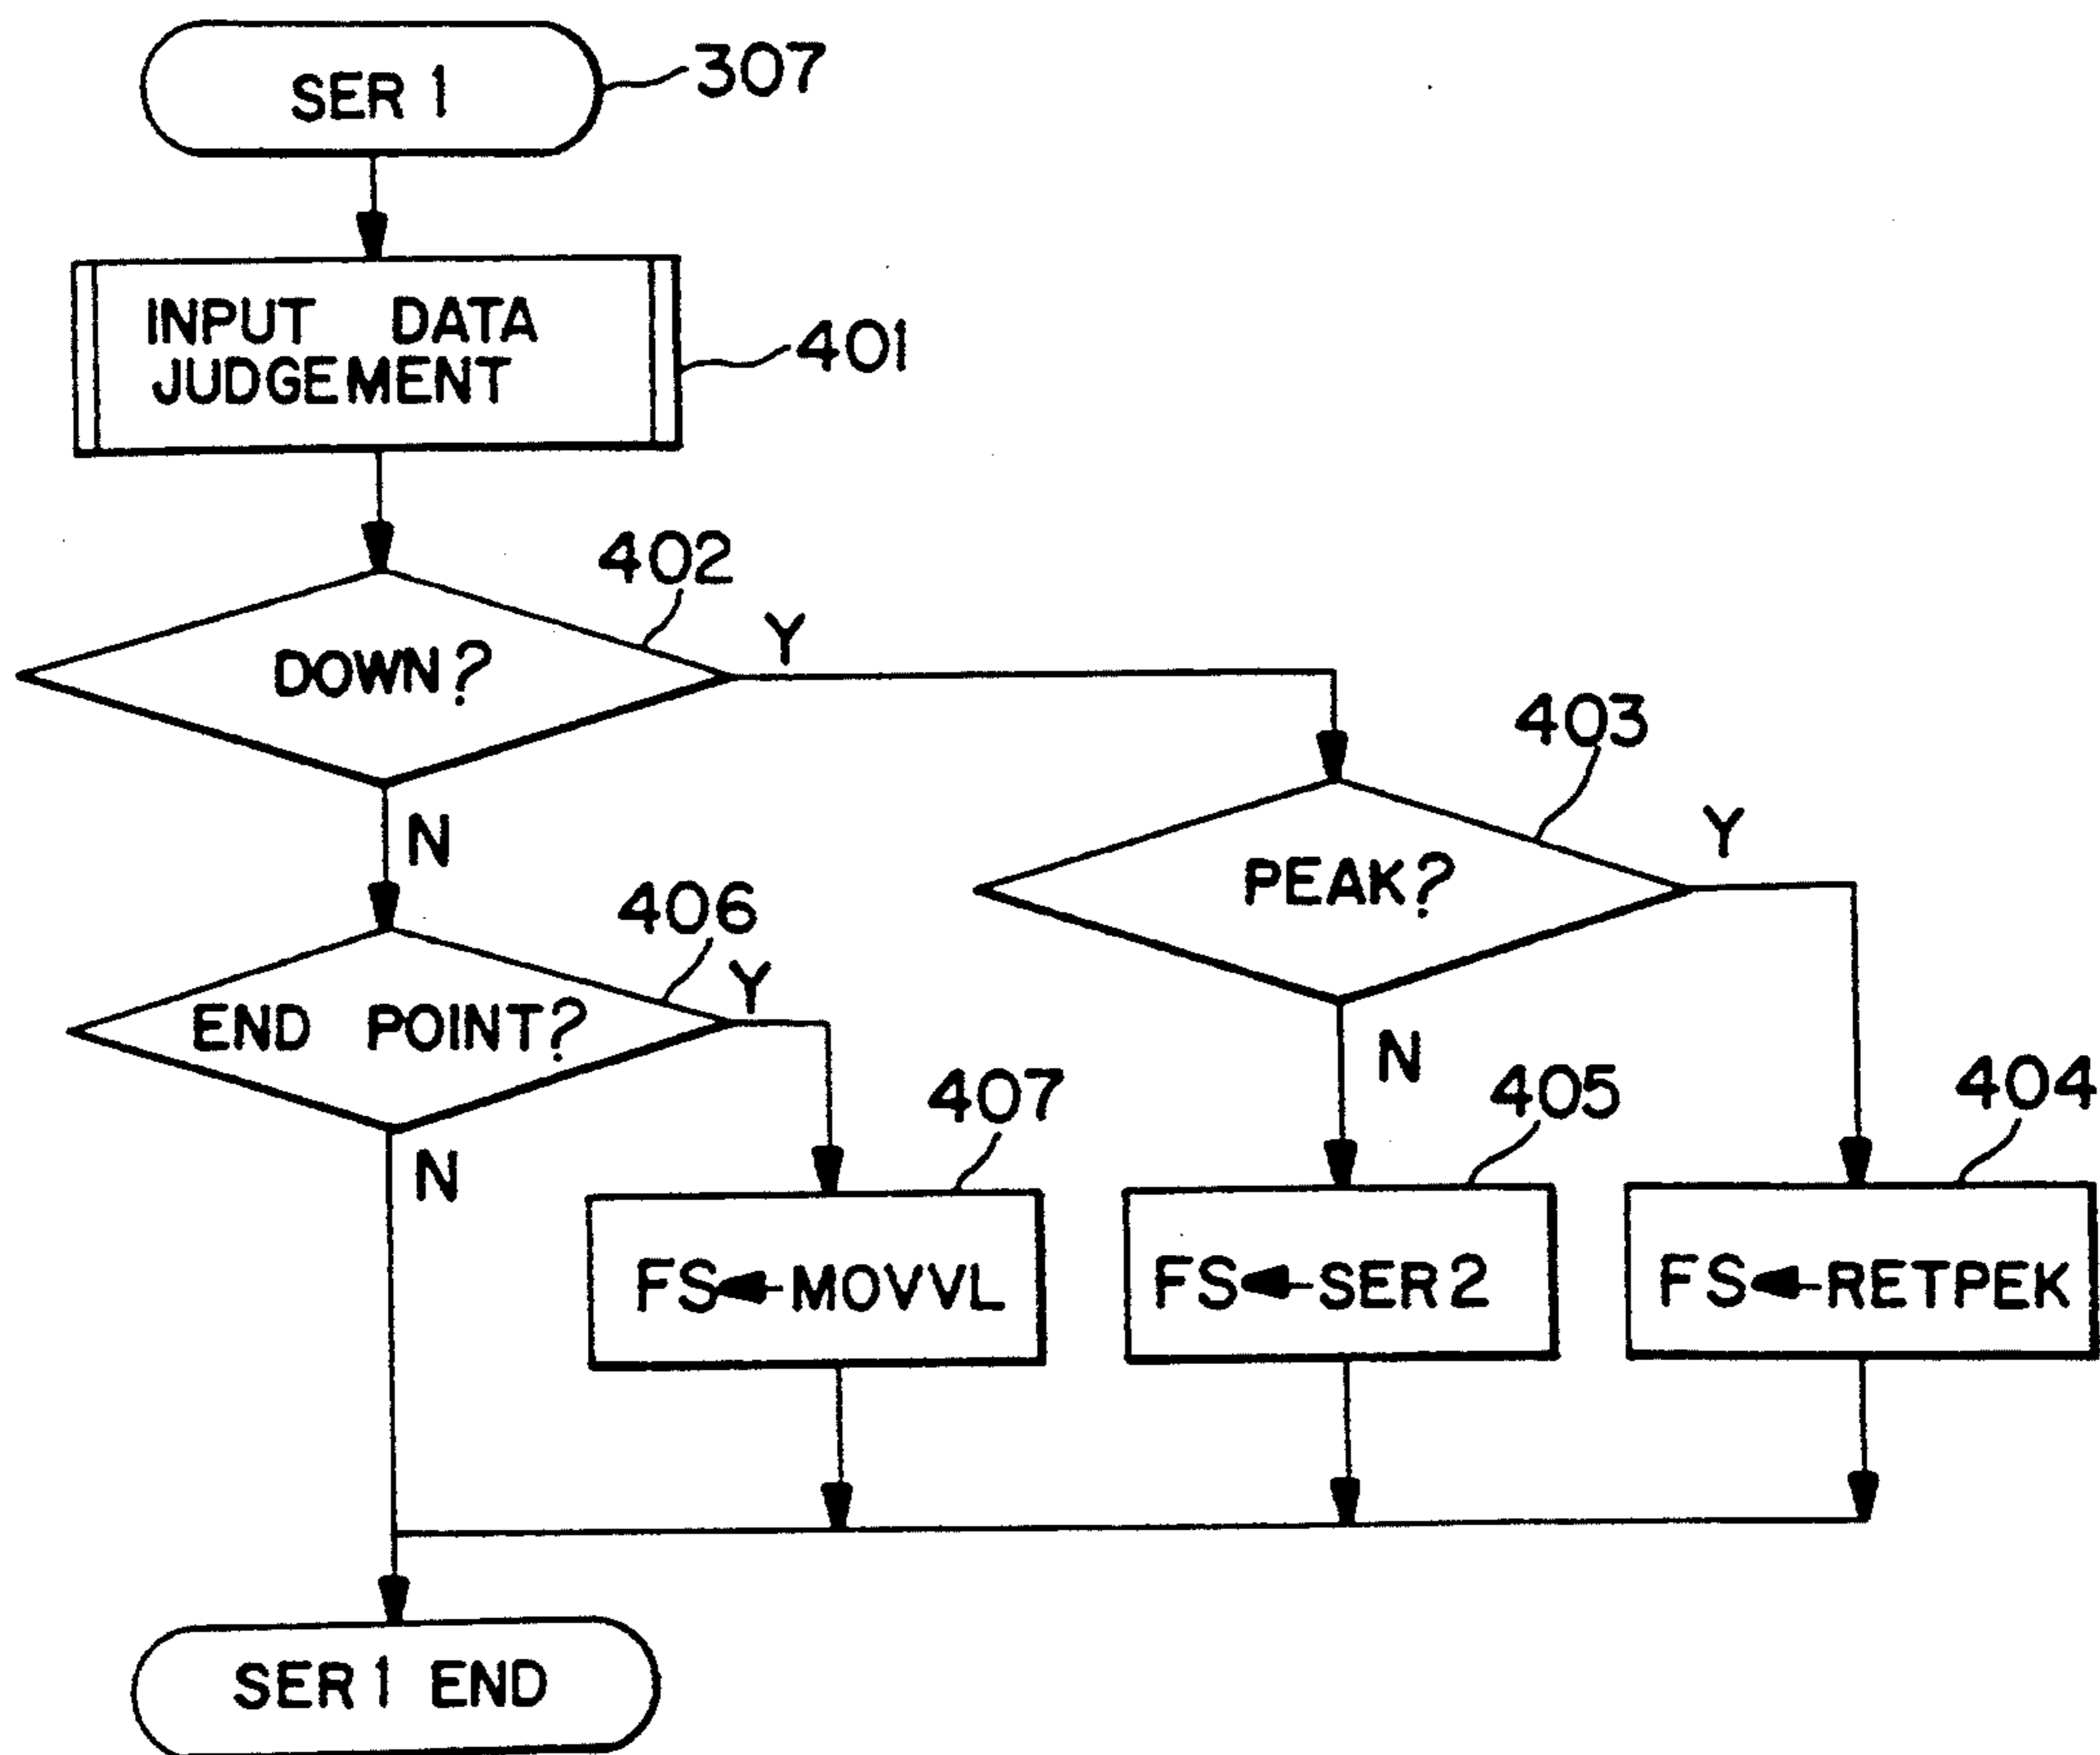 SER 1
307
INPUT DATA
JUDGEMENT
401
402
DOWN?
Y
N
403
PEAK?
Y
N
406
END POINT?
Y
N
407
FS←MOVVL
405
FS←SER2
404
FS←RETPEK
SER 1 END